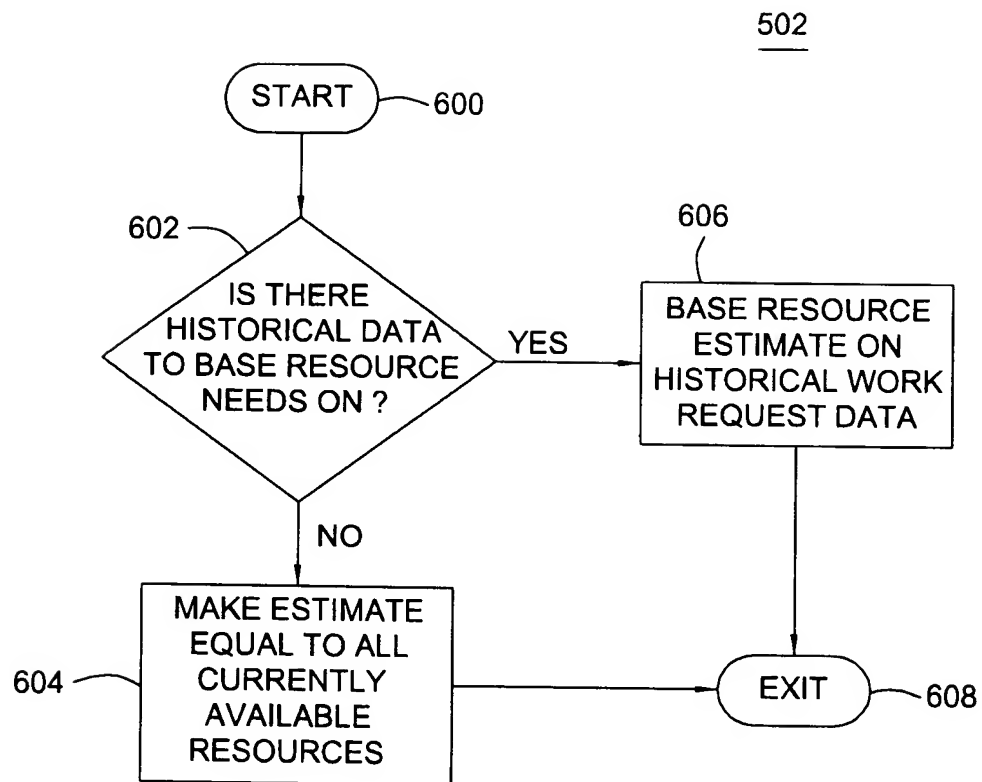 502
START
600
602
IS THERE
HISTORICAL DATA
TO BASE RESOURCE
NEEDS ON ?
YES
606
BASE RESOURCE
ESTIMATE ON
HISTORICAL WORK
REQUEST DATA
NO
604
MAKE ESTIMATE
EQUAL TO ALL
CURRENTLY
AVAILABLE
RESOURCES
EXIT
608